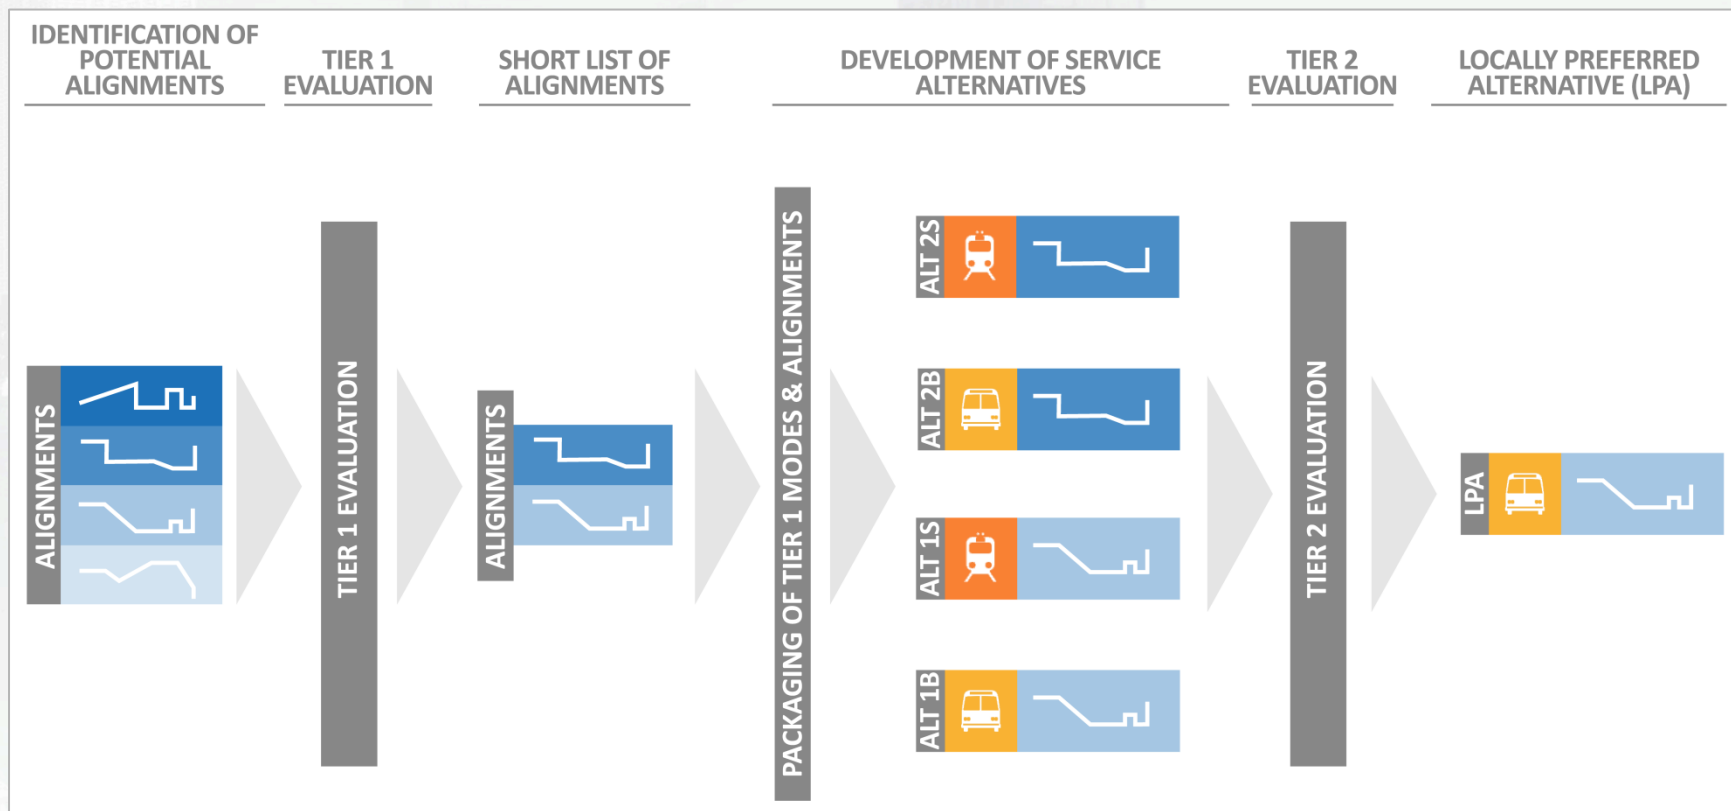 IDENTIFICATION OF
POTENTIAL
ALIGNMENTS
TIER 1
EVALUATION
SHORT LIST OF
ALIGNMENTS
DEVELOPMENT OF SERVICE
ALTERNATIVES
TIER 2
EVALUATION
LOCALLY PREFERRED
ALTERNATIVE (LPA)
ALIGNMENTS
TIER 1 EVALUATION
ALIGNMENTS
PACKAGING OF TIER 1 MODES & ALIGNMENTS
ALT 2S
ALT 2B
ALT 1S
ALT 1B
TIER 2 EVALUATION
LPA